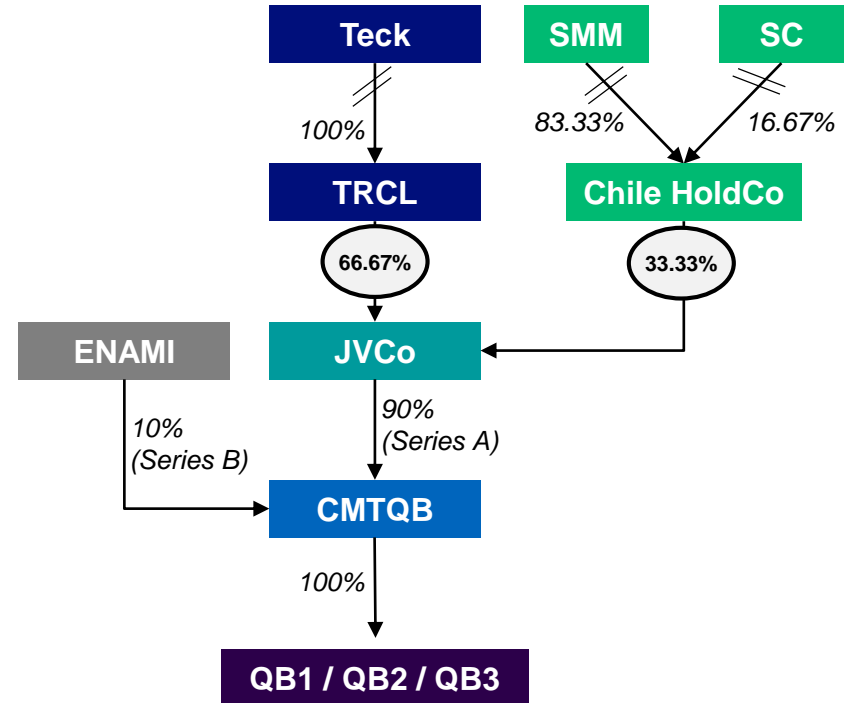 Teck
SMM
SC
100%
83.33%
16.67%
TRCL
Chile HoldCo
66.67%
33.33%
ENAMI
JVCo
10%
(Series B)
90%
(Series A)
CMTQB
100%
QB1 / QB2 / QB3